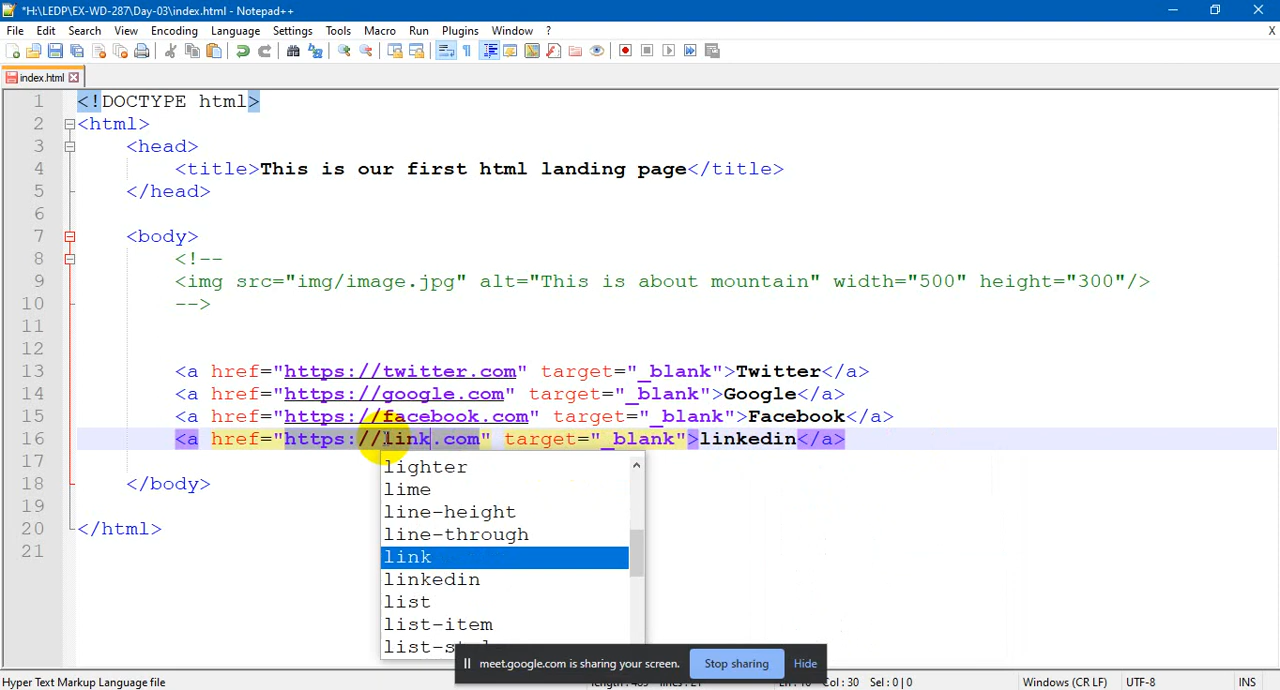 *H:\LEDP\EX-WD-287\Day-03\index.html - Notepad++
File Edit Search View Encoding Language Settings Tools Macro Run Plugins Window ? X
index.html
1 <!DOCTYPE html>
2 <html>
3 <head>
4 <title>This is our first html landing page</title>
5 </head>
6
7 <body>
8 <!--
9 <img src="img/image.jpg" alt="This is about mountain" width="500" height="300"/>
10 -->
11
12
13 <a href="https://twitter.com" target="_blank">Twitter</a>
14 <a href="https://google.com" target="_blank">Google</a>
15 <a href="https://facebook.com" target="_blank">Facebook</a>
16 <a href="https://link.com" target="_blank">linkedin</a>
17
18 </body>
19
20 </html>
21
lighter
lime
line-height
line-through
link
linkedin
list
list-item
meet.google.com is sharing your screen. Stop sharing Hide
Hyper Text Markup Language file Col : 30 Sel : 0 | 0 Windows (CR LF) UTF-8 INS